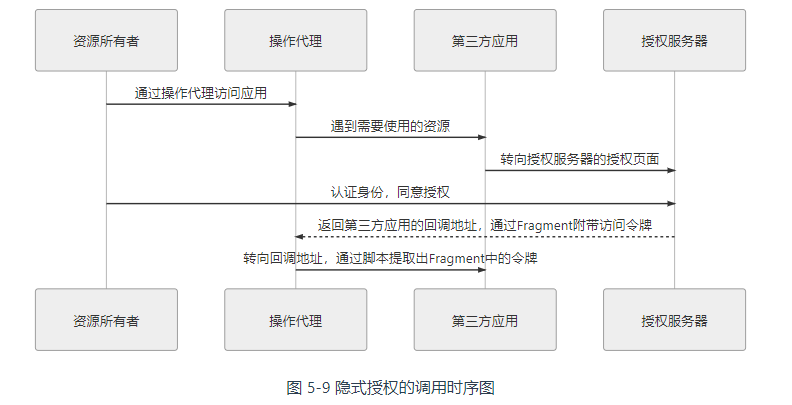 资源所有者
操作代理
第三方应用
授权服务器
通过操作代理访问应用
遇到需要使用的资源
转向授权服务器的授权页面
认证身份，同意授权
返回第三方应用的回调地址，通过Fragment附带访问令牌
转向回调地址，通过脚本提取出Fragment中的令牌
资源所有者
操作代理
第三方应用
授权服务器
图 5-9 隐式授权的调用时序图